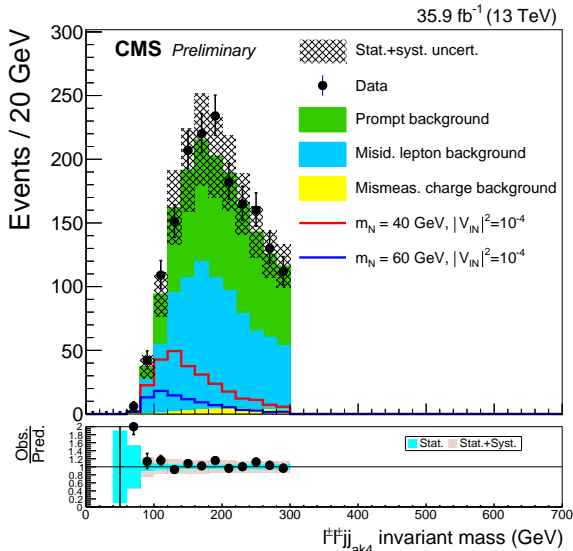 35.9 fb⁻¹ (13 TeV)
CMS Preliminary
Stat.+syst. uncert.
Data
Prompt background
Misid. lepton background
Mismeas. charge background
m_N = 40 GeV, |V_IN|²=10⁻⁴
m_N = 60 GeV, |V_IN|²=10⁻⁴
Events / 20 GeV
300
250
200
150
100
50
0
Obs.
Pred.
2
1.8
1.6
1.4
1.2
1
0.8
0.6
0.4
0.2
0
Stat. Stat.+Syst.
0 100 200 300 400 500 600 700
l±l±jj_ak4 invariant mass (GeV)